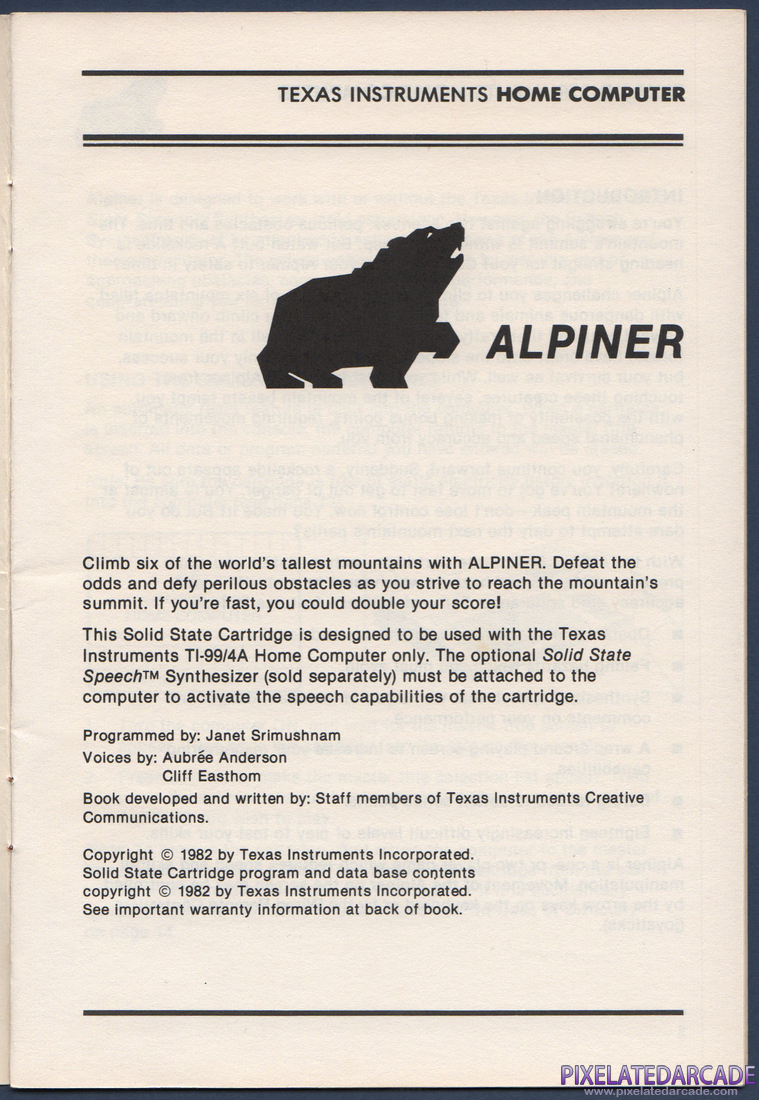 TEXAS INSTRUMENTS HOME COMPUTER
ALPINER
Climb six of the world's tallest mountains with ALPINER. Defeat the
odds and defy perilous obstacles as you strive to reach the mountain's
summit. If you're fast, you could double your score!
This Solid State Cartridge is designed to be used with the Texas
Instruments TI-99/4A Home Computer only. The optional Solid State
Speech™ Synthesizer (sold separately) must be attached to the
computer to activate the speech capabilities of the cartridge.
Programmed by: Janet Srimushnam
Voices by: Aubrée Anderson
Cliff Easthom
Book developed and written by: Staff members of Texas Instruments Creative
Communications.
Copyright © 1982 by Texas Instruments Incorporated.
Solid State Cartridge program and data base contents
copyright © 1982 by Texas Instruments Incorporated.
See important warranty information at back of book.
PIXELATEDARCADE
www.pixelatedarcade.com